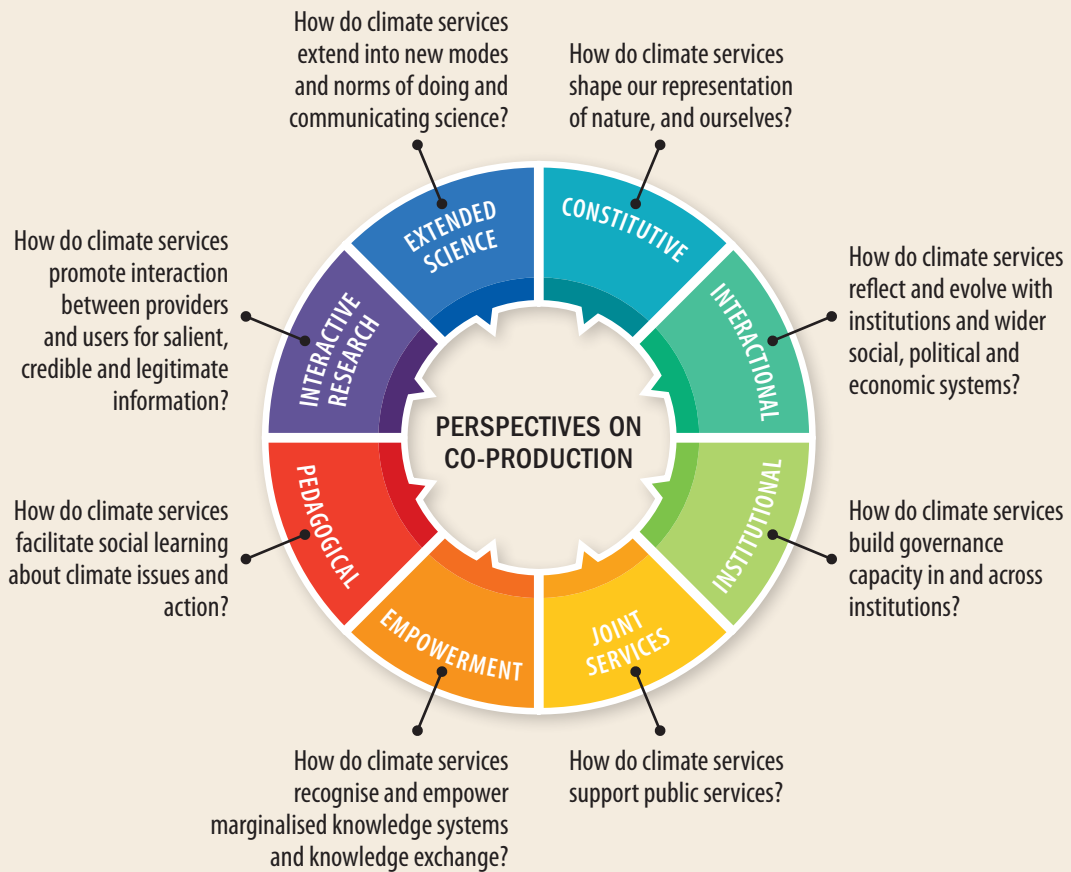 How do climate services
extend into new modes
and norms of doing and
communicating science?
How do climate services
shape our representation
of nature, and ourselves?
EXTENDED
SCIENCE
CONSTITUTIVE
How do climate services
promote interaction
between providers
and users for salient,
credible and legitimate
information?
INTERACTIVE
RESEARCH
INTERACTIONAL
How do climate services
reflect and evolve with
institutions and wider
social, political and
economic systems?
PERSPECTIVES ON
CO-PRODUCTION
How do climate services
facilitate social learning
about climate issues and
action?
PEDAGOGICAL
INSTITUTIONAL
How do climate services
build governance
capacity in and across
institutions?
EMPOWERMENT
JOINT
SERVICES
How do climate services
recognise and empower
marginalised knowledge systems
and knowledge exchange?
How do climate services
support public services?